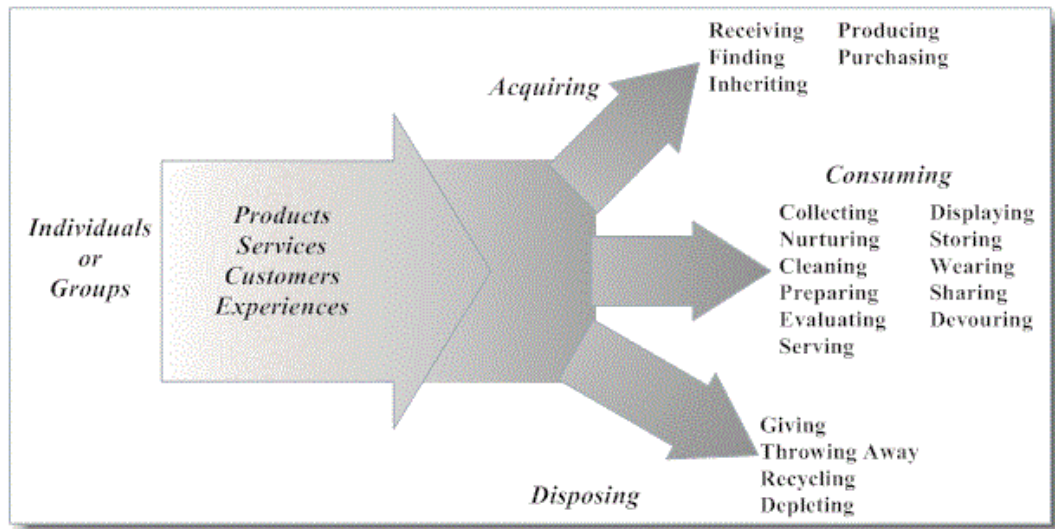 Individuals
or
Groups
Products
Services
Customers
Experiences
Acquiring
Receiving Producing
Finding Purchasing
Inheriting
Consuming
Collecting Displaying
Nurturing Storing
Cleaning Wearing
Preparing Sharing
Evaluating Devouring
Serving
Disposing
Giving
Throwing Away
Recycling
Depleting